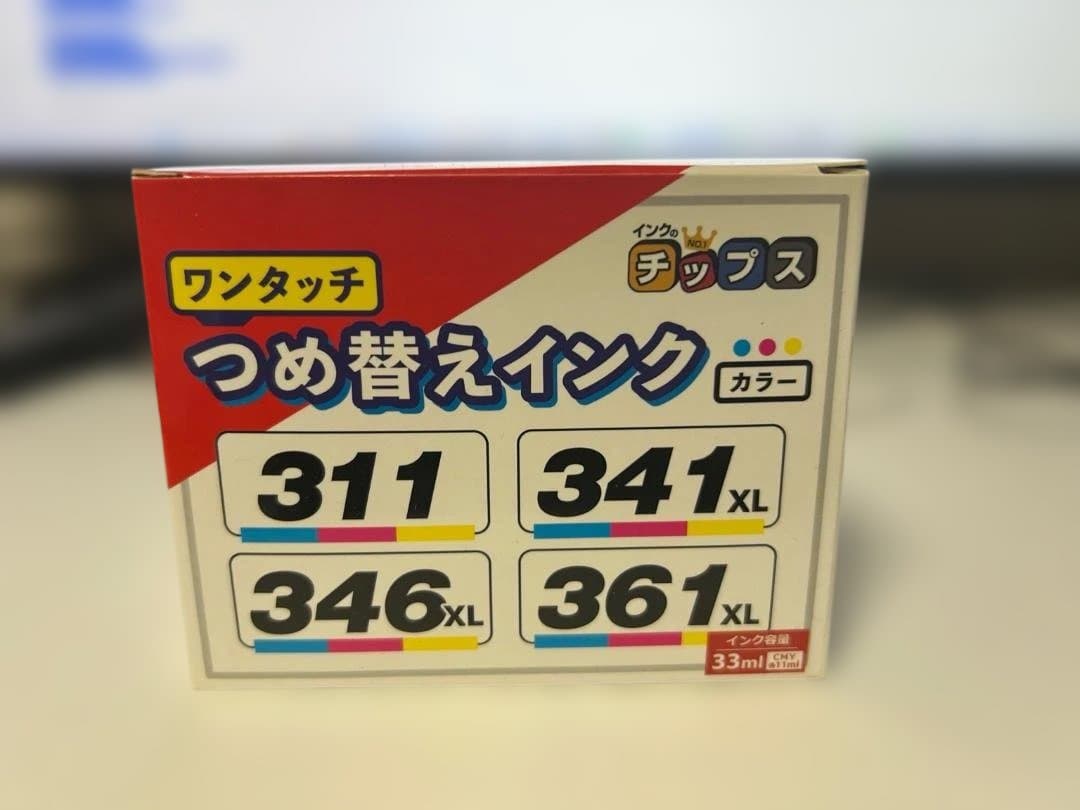 インクの
NO.1
チップス
ワンタッチ
つめ替えインク
カラー
311
341XL
346XL
361XL
インク容量
33ml
CMY
各11ml